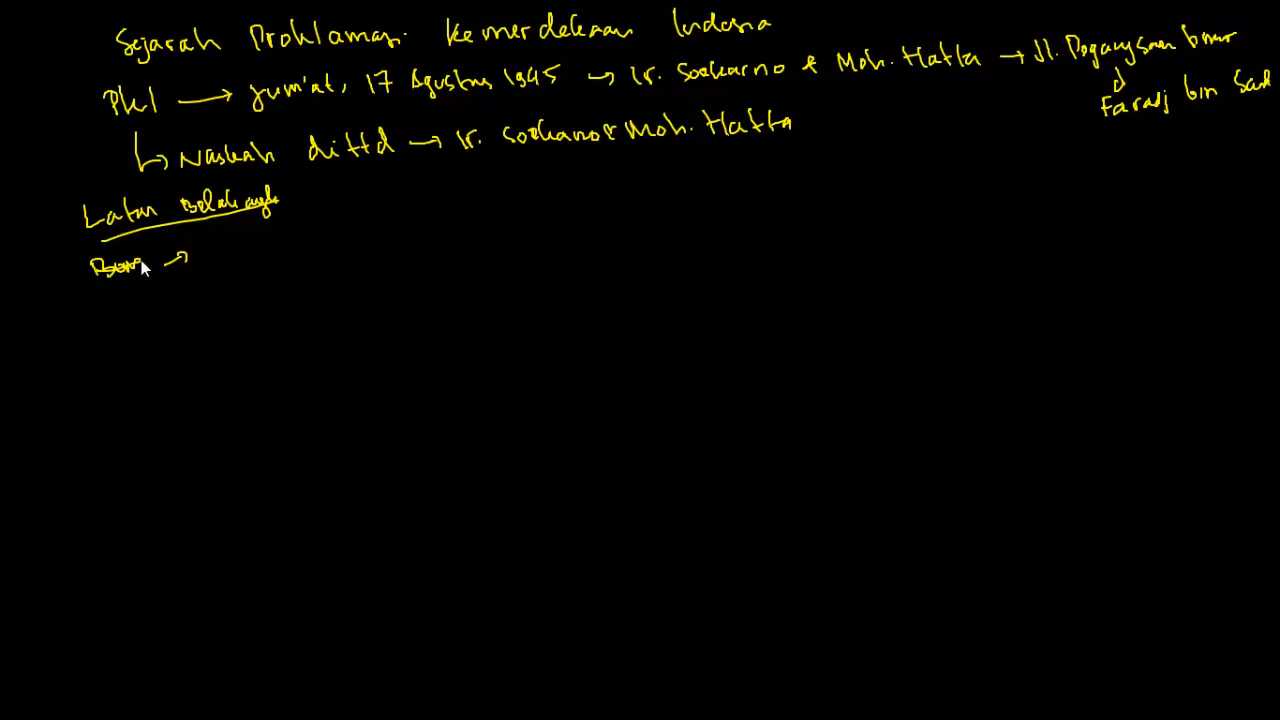 Sejarah Proklamasi Kemerdekaan Indonesia
PKI → Jum'at, 17 Agustus 1945 → Ir. Soekarno & Moh. Hatta → Jl. Pegangsaan timur
Faradj bin Said
↳ Naskah dittd → Ir. Soekarno & Moh. Hatta
Latar Belakang